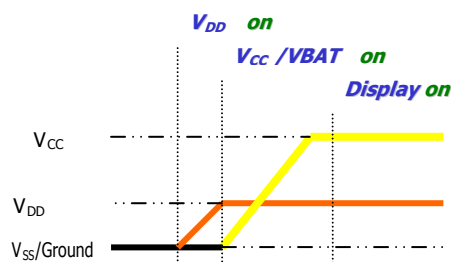 VDD on
VCC /VBAT on
Display on
VCC
VDD
VSS/Ground